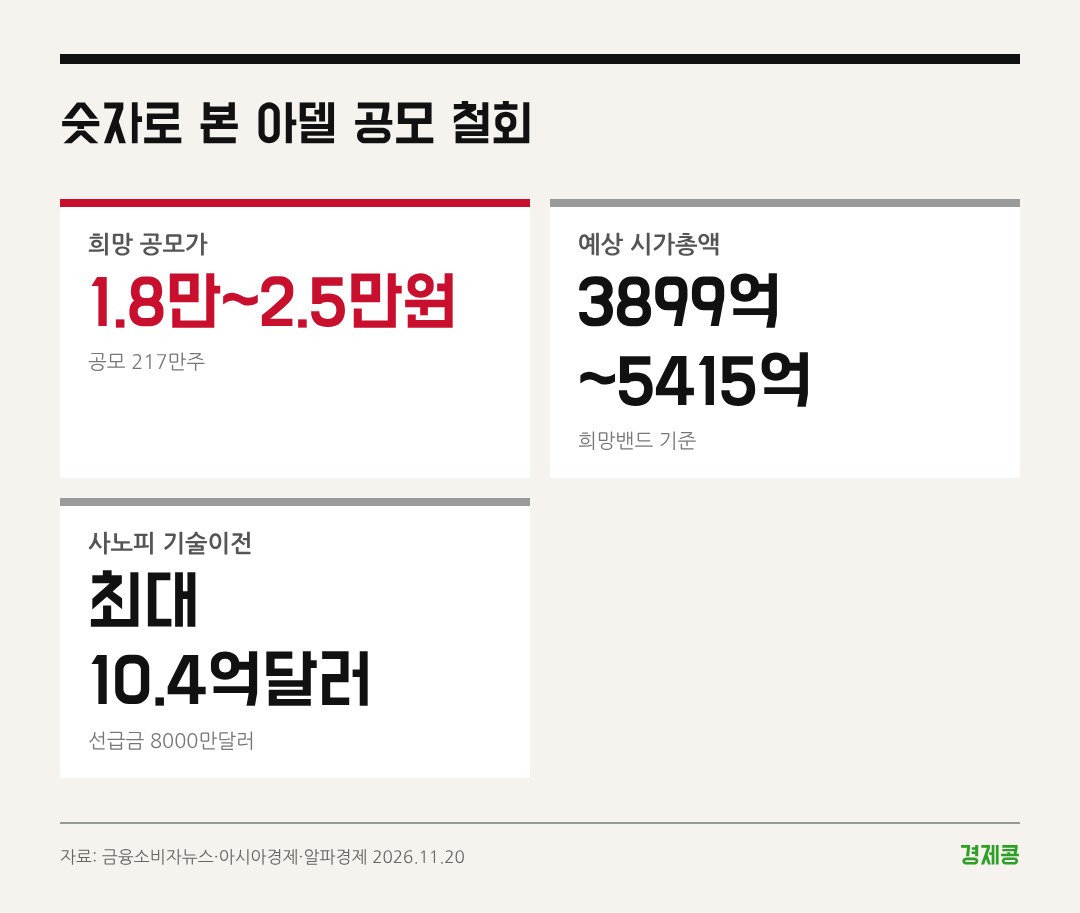 숫자로 본 아델 공모 철회
희망 공모가
1.8만~2.5만원
공모 217만주
예상 시가총액
3899억
~5415억
희망밴드 기준
사노피 기술이전
최대
10.4억달러
선급금 8000만달러
자료: 금융소비자뉴스·아시아경제·알파경제 2026.11.20
경제콩